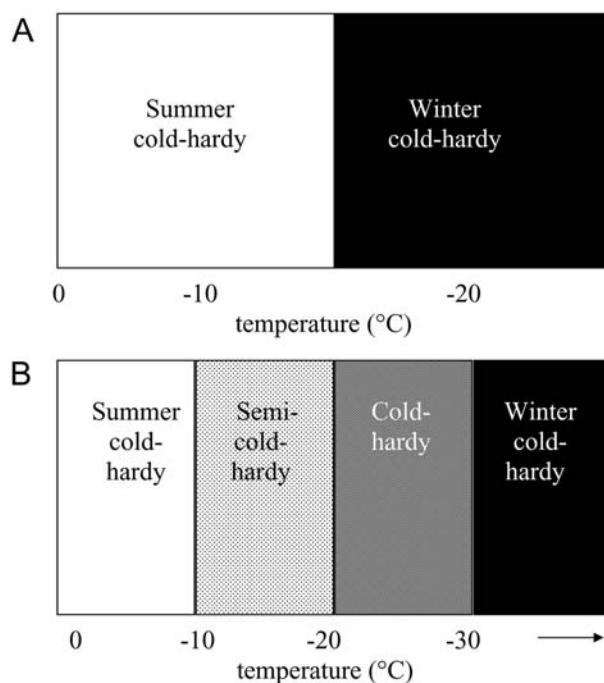 A
Summer
cold-hardy
Winter
cold-hardy
0 -10 -20
temperature (°C)
B
Summer
cold-
hardy
Semi-
cold-
hardy
Cold-
hardy
Winter
cold-
hardy
0 -10 -20 -30
temperature (°C)